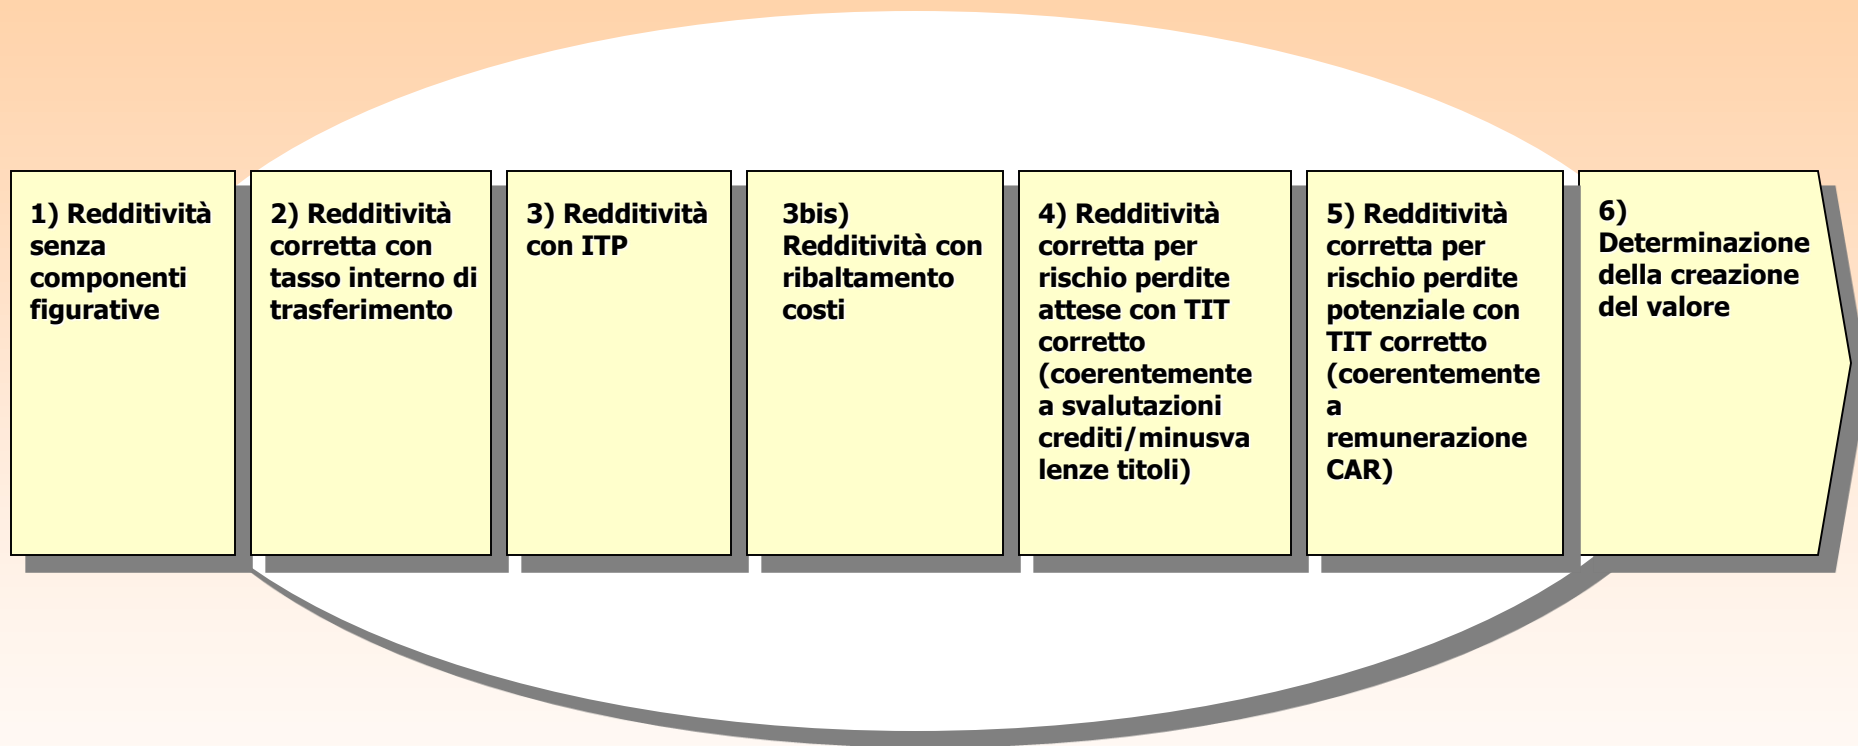 1) Redditività
senza
componenti
figurative
2) Redditività
corretta con
tasso interno di
trasferimento
3) Redditività
con ITP
3bis)
Redditività con
ribaltamento
costi
4) Redditività
corretta per
rischio perdite
attese con TIT
corretto
(coerentemente
a svalutazioni
crediti/minusva
lenze titoli)
5) Redditività
corretta per
rischio perdite
potenziale con
TIT corretto
(coerentemente
a
remunerazione
CAR)
6)
Determinazione
della creazione
del valore